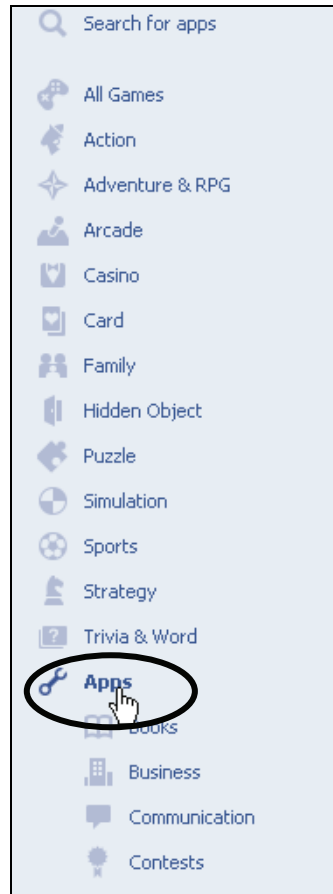 Search for apps
All Games
Action
Adventure & RPG
Arcade
Casino
Card
Family
Hidden Object
Puzzle
Simulation
Sports
Strategy
Trivia & Word
Apps
Books
Business
Communication
Contests